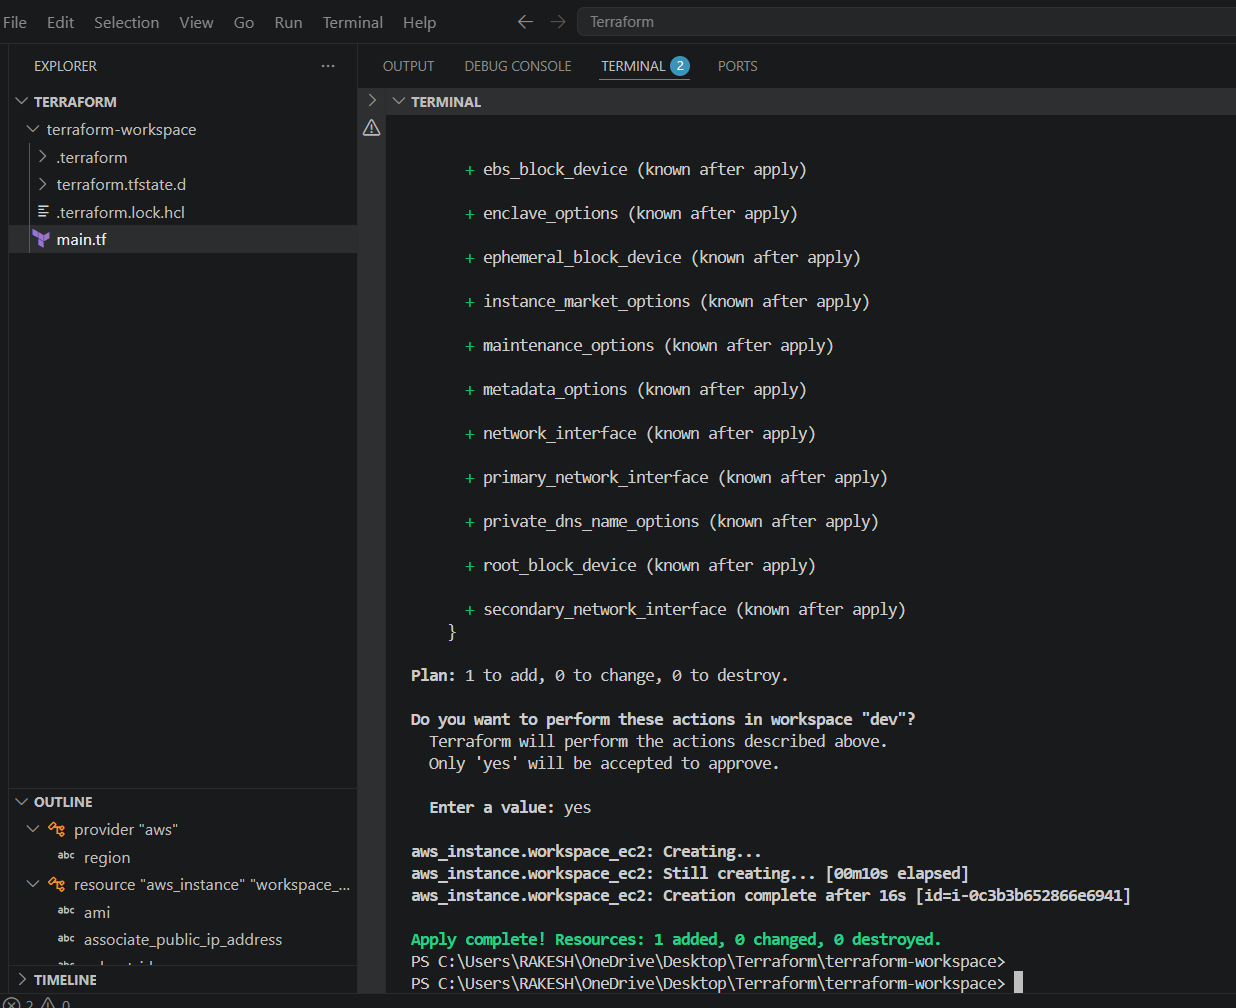 File Edit Selection View Go Run Terminal Help
Terraform
EXPLORER
TERRAFORM
terraform-workspace
.terraform
terraform.tfstate.d
.terraform.lock.hcl
main.tf
OUTLINE
provider "aws"
abc region
resource "aws_instance" "workspace_...
abc ami
abc associate_public_ip_address
TIMELINE
2 0
OUTPUT DEBUG CONSOLE TERMINAL 2 PORTS
TERMINAL
+ ebs_block_device (known after apply)
+ enclave_options (known after apply)
+ ephemeral_block_device (known after apply)
+ instance_market_options (known after apply)
+ maintenance_options (known after apply)
+ metadata_options (known after apply)
+ network_interface (known after apply)
+ primary_network_interface (known after apply)
+ private_dns_name_options (known after apply)
+ root_block_device (known after apply)
+ secondary_network_interface (known after apply)
}
Plan: 1 to add, 0 to change, 0 to destroy.
Do you want to perform these actions in workspace "dev"?
Terraform will perform the actions described above.
Only 'yes' will be accepted to approve.
Enter a value: yes
aws_instance.workspace_ec2: Creating...
aws_instance.workspace_ec2: Still creating... [00m10s elapsed]
aws_instance.workspace_ec2: Creation complete after 16s [id=i-0c3b3b652866e6941]
Apply complete! Resources: 1 added, 0 changed, 0 destroyed.
PS C:\Users\RAKESH\OneDrive\Desktop\Terraform\terraform-workspace>
PS C:\Users\RAKESH\OneDrive\Desktop\Terraform\terraform-workspace>